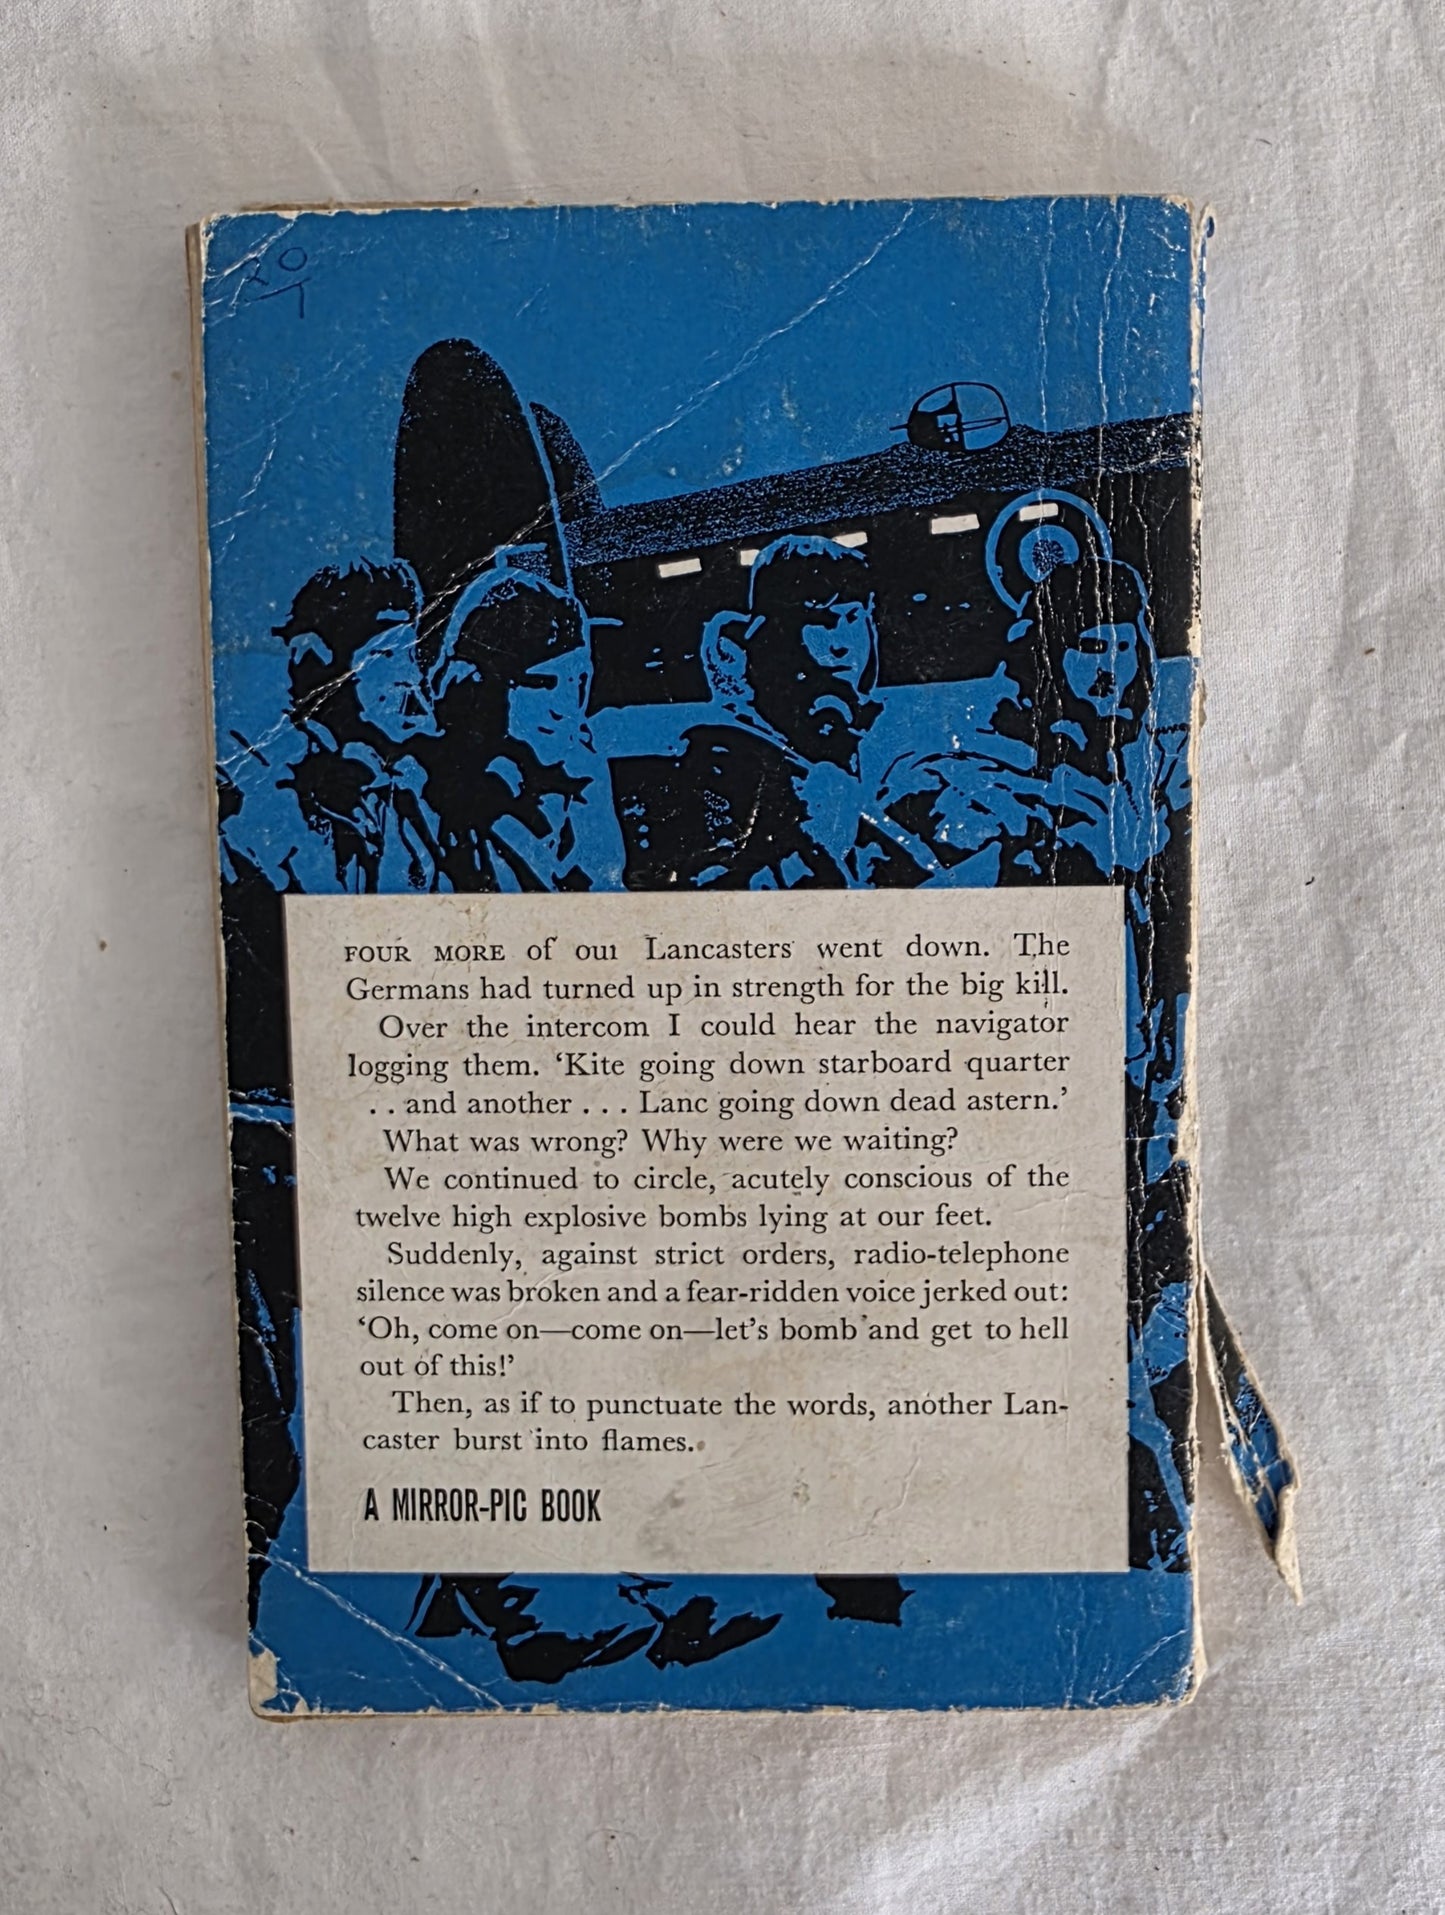 20
1
FOUR MORE of our Lancasters went down. The
Germans had turned up in strength for the big kill.
Over the intercom I could hear the navigator
logging them. ‘Kite going down starboard quarter
. . and another . . . Lanc going down dead astern.’
What was wrong? Why were we waiting?
We continued to circle, acutely conscious of the
twelve high explosive bombs lying at our feet.
Suddenly, against strict orders, radio-telephone
silence was broken and a fear-ridden voice jerked out:
‘Oh, come on—come on—let’s bomb and get to hell
out of this!’
Then, as if to punctuate the words, another Lan-
caster burst into flames.
A MIRROR-PIC BOOK